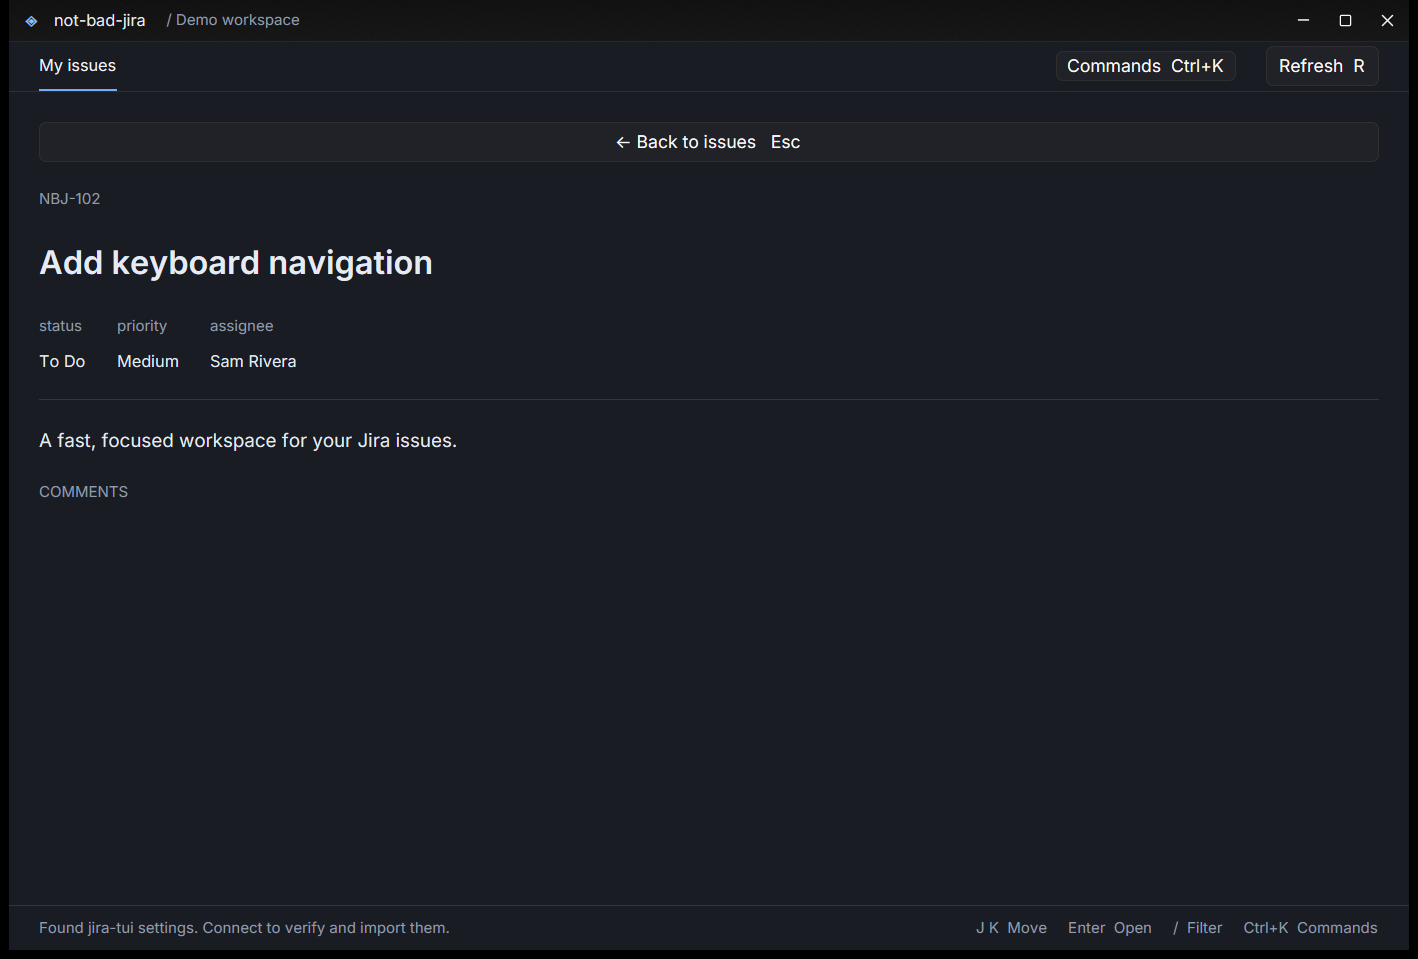 not-bad-jira / Demo workspace
My issues Commands Ctrl+K Refresh R
← Back to issues Esc
NBJ-102
Add keyboard navigation
status priority assignee
To Do Medium Sam Rivera
A fast, focused workspace for your Jira issues.
COMMENTS
Found jira-tui settings. Connect to verify and import them. J K Move Enter Open / Filter Ctrl+K Commands